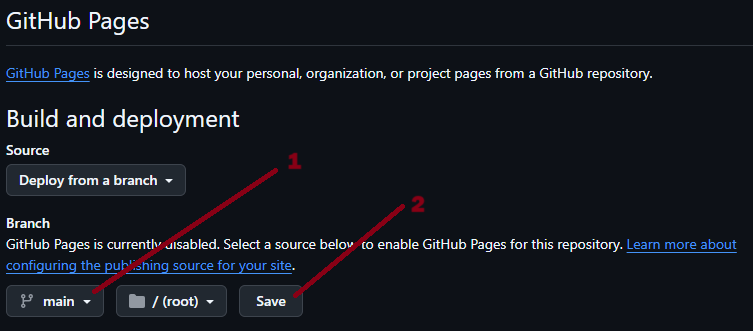 GitHub Pages
GitHub Pages is designed to host your personal, organization, or project pages from a GitHub repository.
Build and deployment
1
Source
Deploy from a branch
2
Branch
GitHub Pages is currently disabled. Select a source below to enable GitHub Pages for this repository. Learn more about
configuring the publishing source for your site.
main / (root) Save